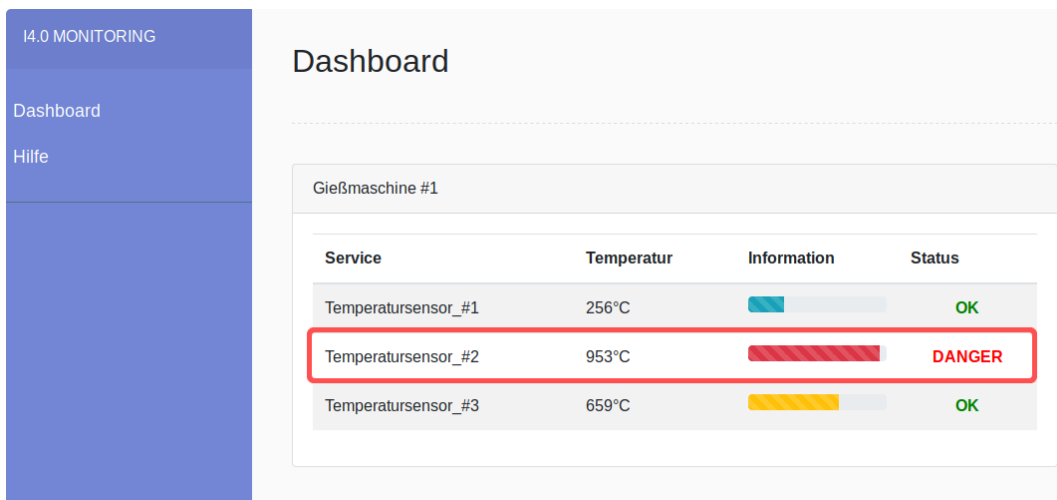 I4.0 MONITORING
Dashboard
Hilfe
Dashboard
Gießmaschine #1
Service Temperatur Information Status
Temperatursensor_#1 256°C OK
Temperatursensor_#2 953°C DANGER
Temperatursensor_#3 659°C OK